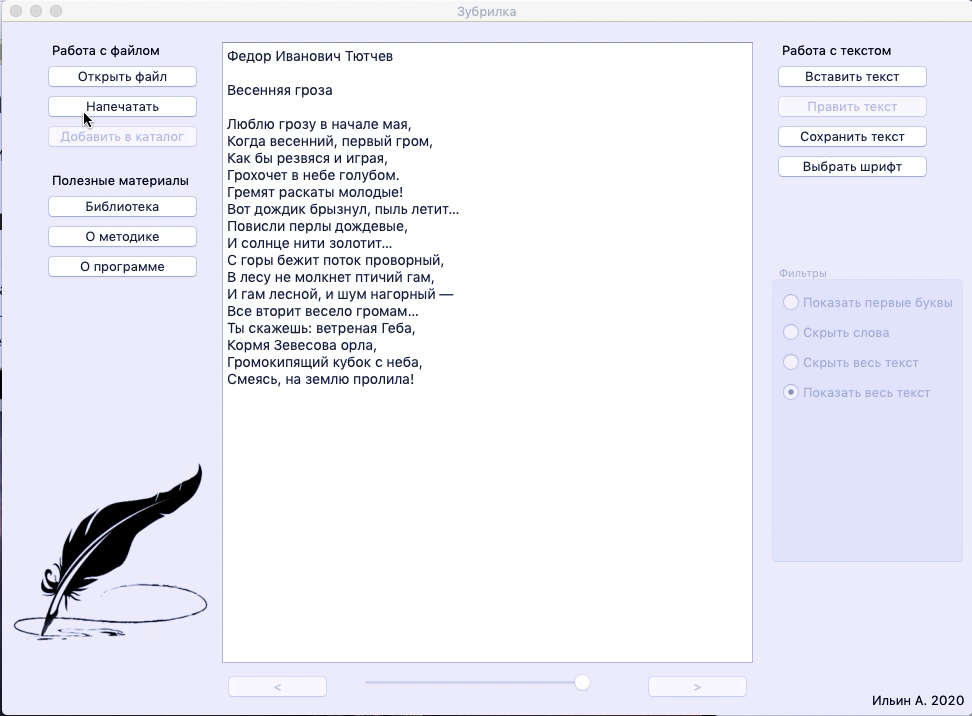 Зубрилка
Работа с файлом
Открыть файл
Напечатать
Добавить в каталог
Полезные материалы
Библиотека
О методике
О программе
Федор Иванович Тютчев
Весенняя гроза
Люблю грозу в начале мая,
Когда весенний, первый гром,
Как бы резвяся и играя,
Грохочет в небе голубом.
Гремят раскаты молодые!
Вот дождик брызнул, пыль летит...
Повисли перлы дождевые,
И солнце нити золотит...
С горы бежит поток проворный,
В лесу не молкнет птичий гам,
И гам лесной, и шум нагорный —
Все вторит весело громам...
Ты скажешь: ветреная Геба,
Кормя Зевесова орла,
Громокипящий кубок с неба,
Смеясь, на землю пролила!
<
>
Работа с текстом
Вставить текст
Править текст
Сохранить текст
Выбрать шрифт
Фильтры
Показать первые буквы
Скрыть слова
Скрыть весь текст
Показать весь текст
Ильин А. 2020